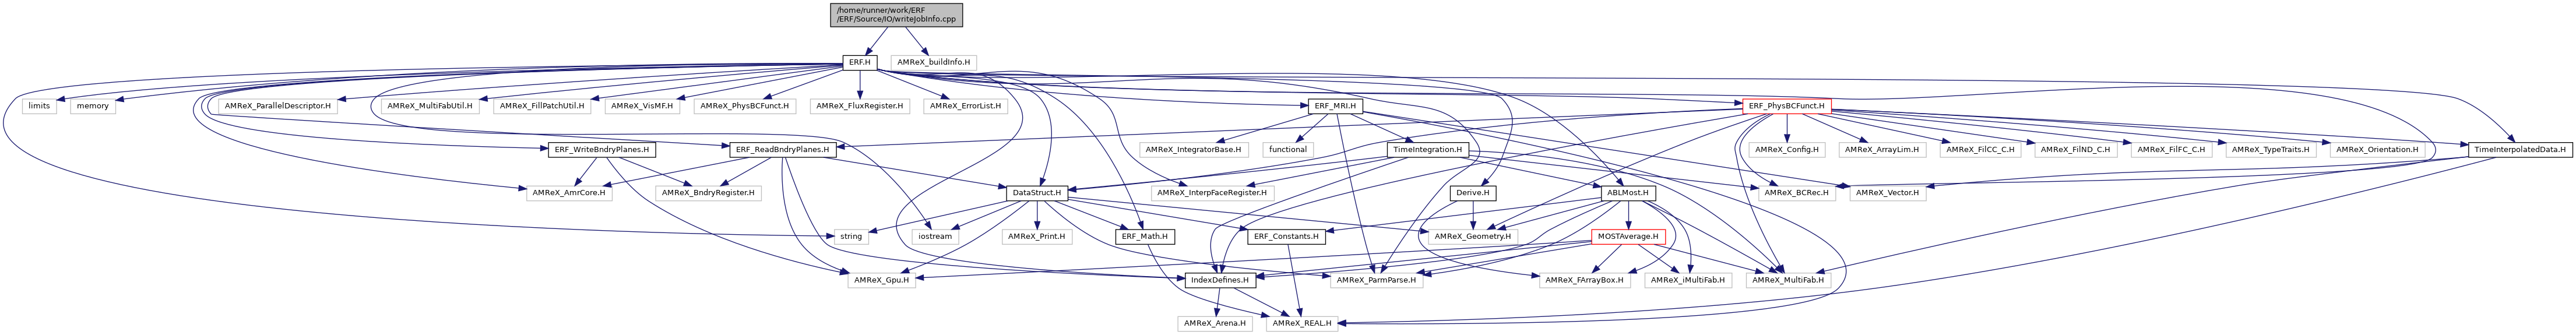 /home/runner/work/ERF
/ERF/Source/IO/writeJobInfo.cpp
ERF.H
AMReX_buildInfo.H
limits
memory
AMReX_ParallelDescriptor.H
AMReX_MultiFabUtil.H
AMReX_FillPatchUtil.H
AMReX_VisMF.H
AMReX_PhysBCFunct.H
AMReX_FluxRegister.H
AMReX_ErrorList.H
ERF_MRI.H
ERF_PhysBCFunct.H
ERF_WriteBndryPlanes.H
ERF_ReadBndryPlanes.H
AMReX_IntegratorBase.H
functional
TimeIntegration.H
AMReX_Config.H
AMReX_ArrayLim.H
AMReX_FilCC_C.H
AMReX_FilND_C.H
AMReX_FilFC_C.H
AMReX_TypeTraits.H
AMReX_Orientation.H
TimeInterpolatedData.H
AMReX_AmrCore.H
AMReX_BndryRegister.H
DataStruct.H
AMReX_InterpFaceRegister.H
Derive.H
ABLMost.H
AMReX_BCRec.H
AMReX_Vector.H
string
iostream
AMReX_Print.H
ERF_Math.H
ERF_Constants.H
AMReX_Geometry.H
MOSTAverage.H
AMReX_Gpu.H
IndexDefines.H
AMReX_ParmParse.H
AMReX_FArrayBox.H
AMReX_iMultiFab.H
AMReX_MultiFab.H
AMReX_Arena.H
AMReX_REAL.H